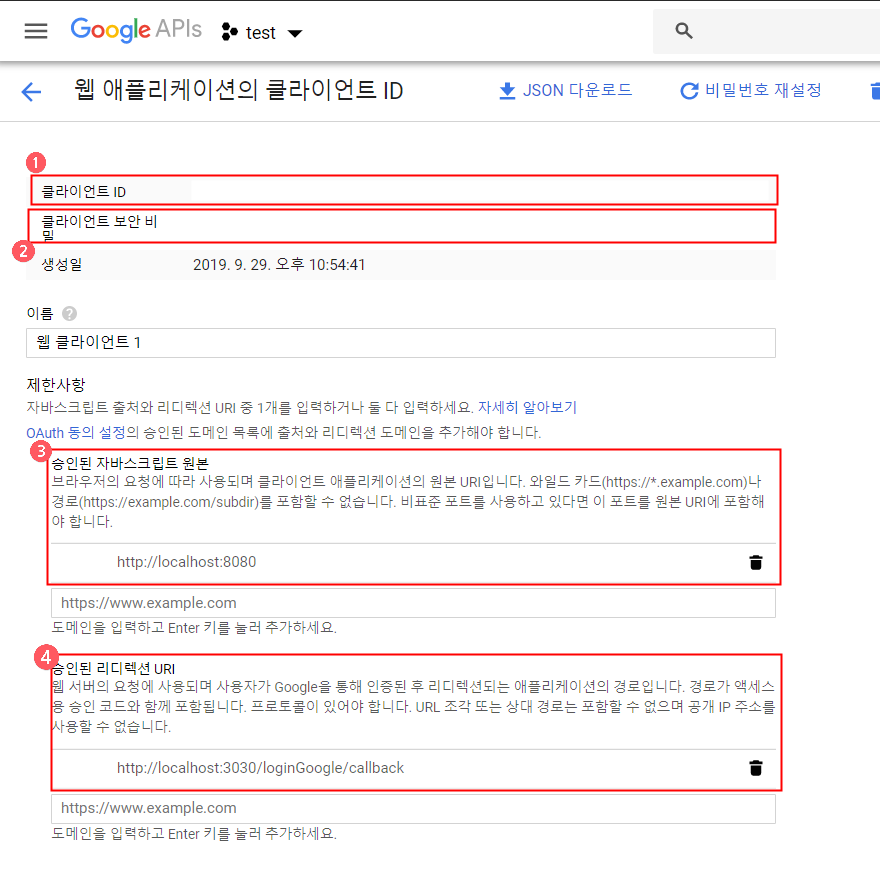 Google APIs test
웹 애플리케이션의 클라이언트 ID JSON 다운로드 비밀번호 재설정
1
클라이언트 ID
클라이언트 보안 비
밀
2
생성일 2019. 9. 29. 오후 10:54:41
이름 ?
웹 클라이언트 1
제한사항
자바스크립트 출처와 리디렉션 URI 중 1개를 입력하거나 둘 다 입력하세요. 자세히 알아보기
OAuth 동의 설정의 승인된 도메인 목록에 출처와 리디렉션 도메인을 추가해야 합니다.
3
승인된 자바스크립트 원본
브라우저의 요청에 따라 사용되며 클라이언트 애플리케이션의 원본 URI입니다. 와일드 카드(https://*.example.com)나
경로(https://example.com/subdir)를 포함할 수 없습니다. 비표준 포트를 사용하고 있다면 이 포트를 원본 URI에 포함해
야 합니다.
http://localhost:8080
https://www.example.com
도메인을 입력하고 Enter 키를 눌러 추가하세요.
4
승인된 리디렉션 URI
웹 서버의 요청에 사용되며 사용자가 Google을 통해 인증된 후 리디렉션되는 애플리케이션의 경로입니다. 경로가 액세스
용 승인 코드와 함께 포함됩니다. 프로토콜이 있어야 합니다. URL 조각 또는 상대 경로는 포함할 수 없으며 공개 IP 주소를
사용할 수 없습니다.
http://localhost:3030/loginGoogle/callback
https://www.example.com
도메인을 입력하고 Enter 키를 눌러 추가하세요.